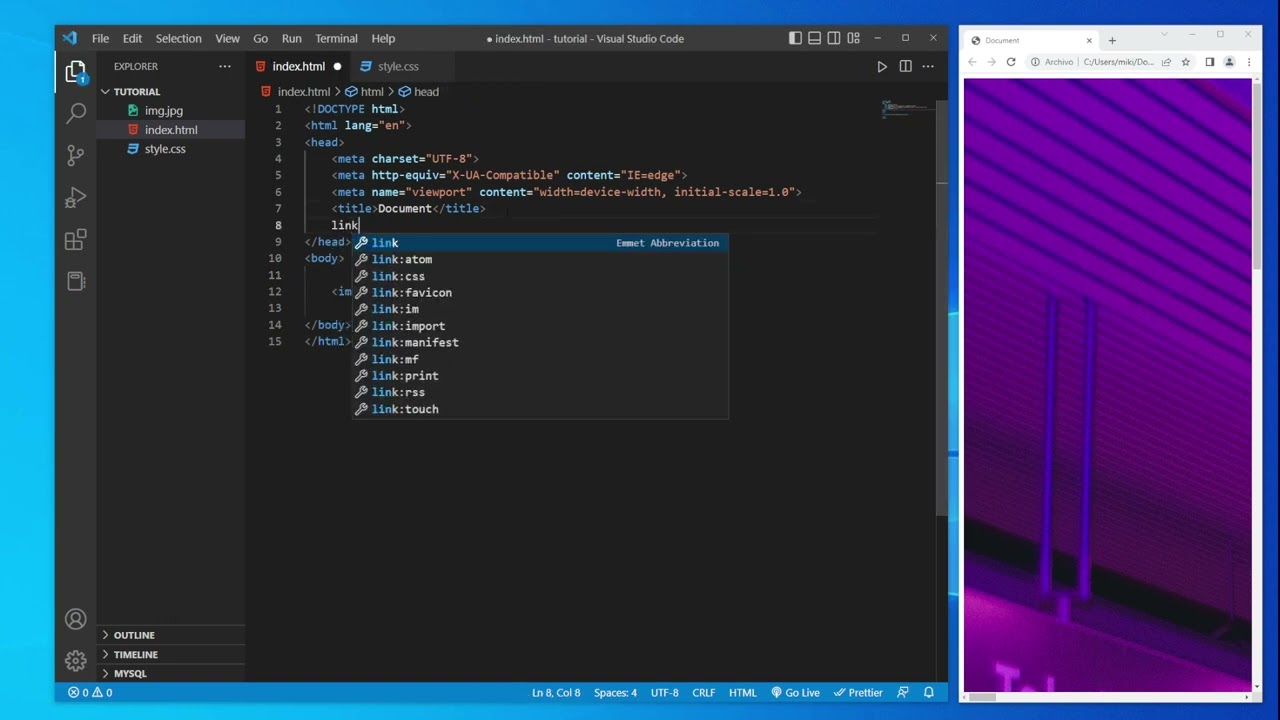 File Edit Selection View Go Run Terminal Help
● index.html - tutorial - Visual Studio Code
EXPLORER ...
TUTORIAL
img.jpg
index.html
style.css
OUTLINE
TIMELINE
MYSQL
1
index.html ● style.css
index.html > html > head
1 <!DOCTYPE html>
2 <html lang="en">
3 <head>
4 <meta charset="UTF-8">
5 <meta http-equiv="X-UA-Compatible" content="IE=edge">
6 <meta name="viewport" content="width=device-width, initial-scale=1.0">
7 <title>Document</title>
8 link
9 </head>
10 <body>
11
12 <im
13
14 </body>
15 </html>
link Emmet Abbreviation
link:atom
link:css
link:favicon
link:im
link:import
link:manifest
link:mf
link:print
link:rss
link:touch
0 0 Ln 8, Col 8 Spaces: 4 UTF-8 CRLF HTML Go Live Prettier
Document
Archivo | C:/Users/miki/Do...